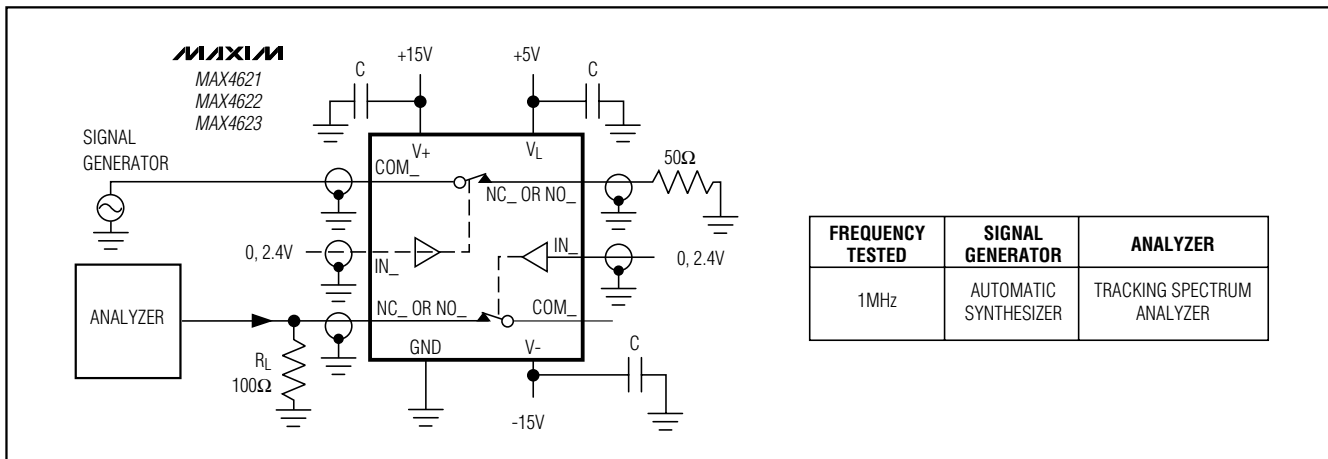 MAXIM
MAX4621
MAX4622
MAX4623
+15V
+5V
C
C
SIGNAL
GENERATOR
V+
VL
50Ω
COM_
NC_ OR NO_
0, 2.4V
IN_
IN_
0, 2.4V
ANALYZER
NC_ OR NO_
COM_
RL
100Ω
GND
V-
C
-15V
FREQUENCY
TESTED
SIGNAL
GENERATOR
ANALYZER
1MHz
AUTOMATIC
SYNTHESIZER
TRACKING SPECTRUM
ANALYZER